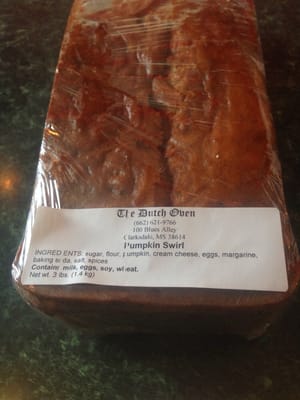 The Dutch Oven
(662) 621-9766
100 Blues Alley
Clarksdale, MS 38614
Pumpkin Swirl
INGREDIENTS: sugar, flour, pumpkin, cream cheese, eggs, margarine,
baking soda, salt, spices
Contains: milk, eggs, soy, wheat.
Net wt. 3 lbs. (1.4 kg)